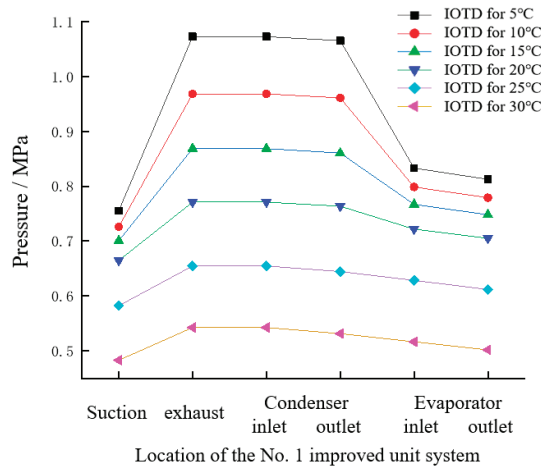 IOTD for 5℃
IOTD for 10℃
IOTD for 15℃
IOTD for 20℃
IOTD for 25℃
IOTD for 30℃
Pressure / MPa
1.1
1.0
0.9
0.8
0.7
0.6
0.5
Suction exhaust Condenser Evaporator
inlet outlet inlet outlet
Location of the No. 1 improved unit system